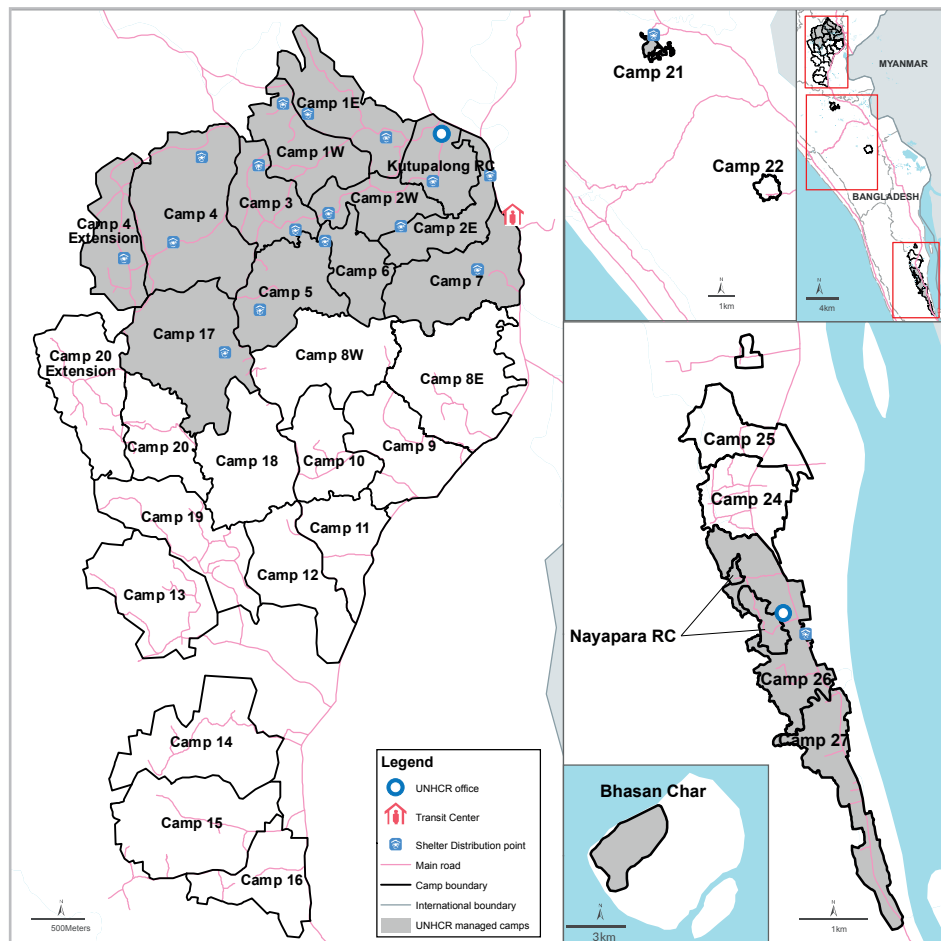 Camp 1E
Camp 1W
Kutupalong RC
Camp 3
Camp 2W
Camp 4
Camp 4
Extension
Camp 2E
Camp 6
Camp 7
Camp 5
Camp 17
Camp 20
Extension
Camp 8W
Camp 8E
Camp 20
Camp 18
Camp 10
Camp 9
Camp 19
Camp 11
Camp 12
Camp 13
Camp 14
Camp 15
Camp 16
N
500Meters
Legend
UNHCR office
Transit Center
Shelter Distribution point
Main road
Camp boundary
International boundary
UNHCR managed camps
Camp 21
Camp 22
N
1km
MYANMAR
BANGLADESH
N
4km
Camp 25
Camp 24
Nayapara RC
Camp 26
Camp 27
N
1km
Bhasan Char
N
3km